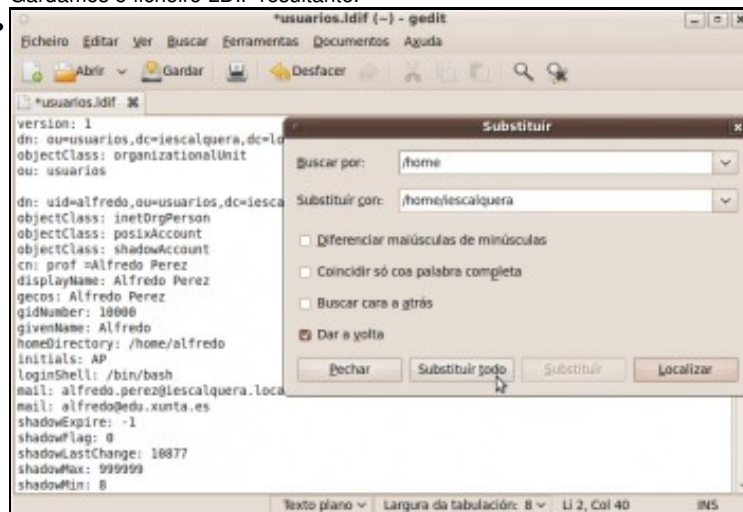 Gardamos o ficheiro LDIF resultante.
*usuarios.ldif (~) - gedit
Ficheiro Editar Ver Buscar Ferramentas Documentos Axuda
Abrir Gardar Desfacer
*usuarios.ldif
version: 1
dn: ou=usuarios,dc=iescalquera,dc=lo
objectClass: organizationalUnit
ou: usuarios
dn: uid=alfredo,ou=usuarios,dc=iesca
objectClass: inetOrgPerson
objectClass: posixAccount
objectClass: shadowAccount
cn: prof =Alfredo Perez
displayName: Alfredo Perez
gecos: Alfredo Perez
gidNumber: 10000
givenName: Alfredo
homeDirectory: /home/alfredo
initials: AP
loginShell: /bin/bash
mail: alfredo.perez@iescalquera.loca
mail: alfredo@edu.xunta.es
shadowExpire: -1
shadowFlag: 0
shadowLastChange: 10877
shadowMax: 999999
shadowMin: 8
Substituír
Buscar por: /home
Substituír con: /home/iescalquera
Diferenciar maiúsculas de minúsculas
Coincidir só coa palabra completa
Buscar cara a atrás
Dar a volta
Pechar Substituír todo Substituír Localizar
Texto plano Largura da tabulación: 8 Li 2, Col 40 INS